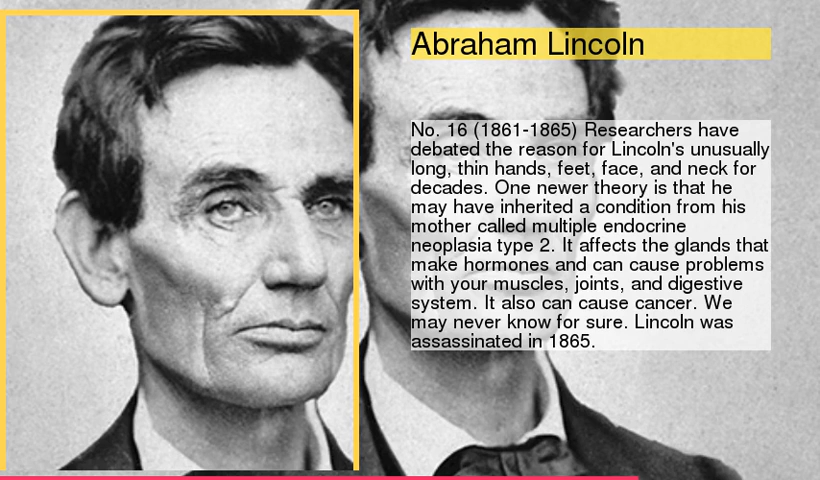 Abraham Lincoln
No. 16 (1861-1865) Researchers have
debated the reason for Lincoln's unusually
long, thin hands, feet, face, and neck for
decades. One newer theory is that he
may have inherited a condition from his
mother called multiple endocrine
neoplasia type 2. It affects the glands that
make hormones and can cause problems
with your muscles, joints, and digestive
system. It also can cause cancer. We
may never know for sure. Lincoln was
assassinated in 1865.